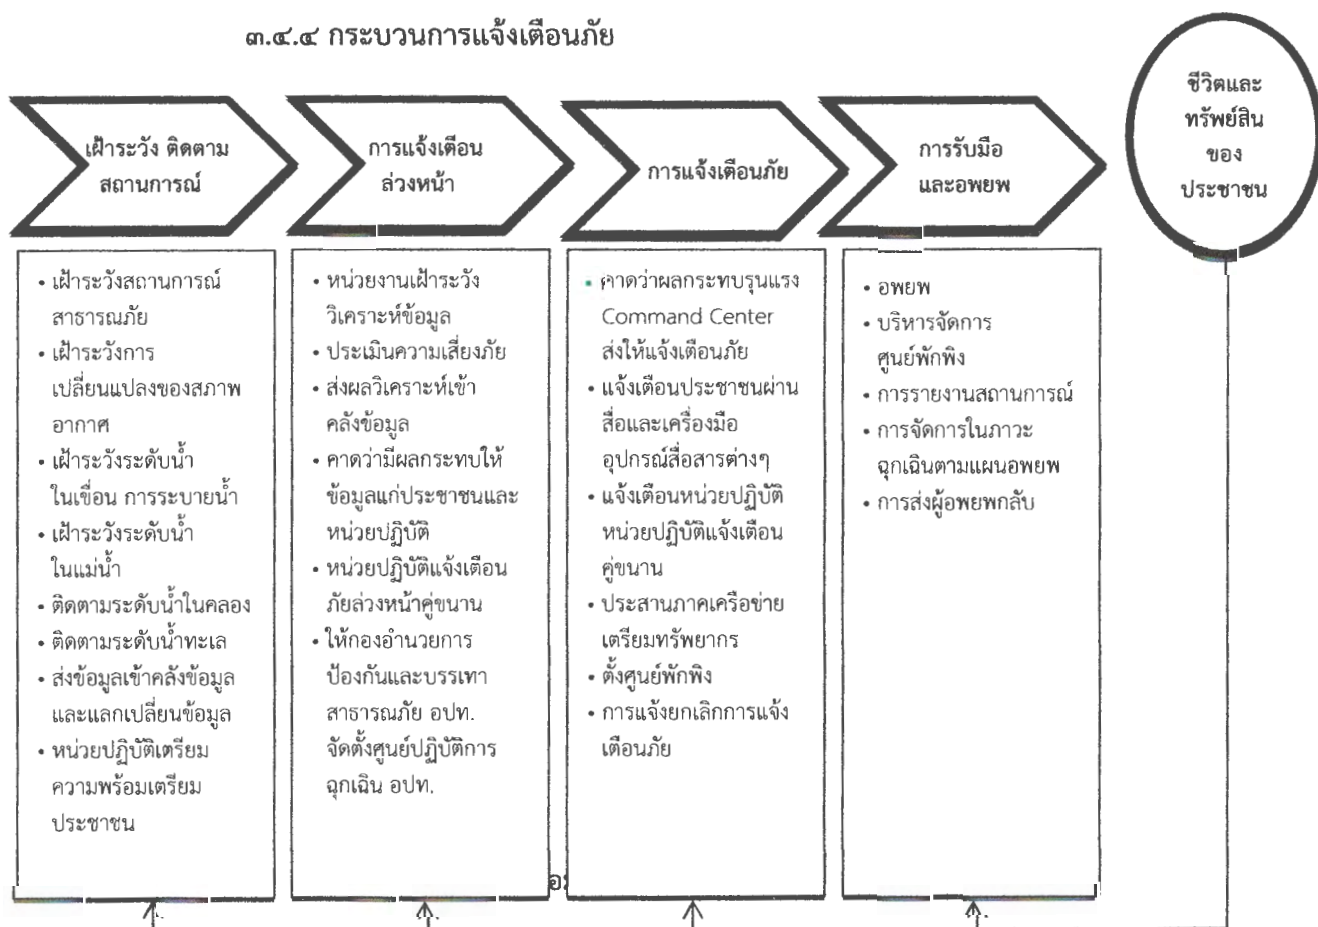 ๓.๔.๔ กระบวนการแจ้งเตือนภัย
เฝ้าระวัง ติดตาม
สถานการณ์
การแจ้งเตือน
ล่วงหน้า
การแจ้งเตือนภัย
การรับมือ
และอพยพ
ชีวิตและ
ทรัพย์สิน
ของ
ประชาชน
• เฝ้าระวังสถานการณ์
สาธารณภัย
• เฝ้าระวังการ
เปลี่ยนแปลงของสภาพ
อากาศ
• เฝ้าระวังระดับน้ำ
ในเขื่อน การระบายน้ำ
• เฝ้าระวังระดับน้ำ
ในแม่น้ำ
• ติดตามระดับน้ำในคลอง
• ติดตามระดับน้ำทะเล
• ส่งข้อมูลเข้าคลังข้อมูล
และแลกเปลี่ยนข้อมูล
• หน่วยปฏิบัติเตรียม
ความพร้อมเตรียม
ประชาชน
• หน่วยงานเฝ้าระวัง
วิเคราะห์ข้อมูล
• ประเมินความเสี่ยงภัย
• ส่งผลวิเคราะห์เข้า
คลังข้อมูล
• คาดว่ามีผลกระทบให้
ข้อมูลแก่ประชาชนและ
หน่วยปฏิบัติ
• หน่วยปฏิบัติแจ้งเตือน
ภัยล่วงหน้าคู่ขนาน
• ให้กองอำนวยการ
ป้องกันและบรรเทา
สาธารณภัย อปท.
จัดตั้งศูนย์ปฏิบัติการ
ฉุกเฉิน อปท.
• คาดว่าผลกระทบรุนแรง
Command Center
ส่งให้แจ้งเตือนภัย
• แจ้งเตือนประชาชนผ่าน
สื่อและเครื่องมือ
อุปกรณ์สื่อสารต่างๆ
• แจ้งเตือนหน่วยปฏิบัติ
หน่วยปฏิบัติแจ้งเตือน
คู่ขนาน
• ประสานภาคเครือข่าย
เตรียมทรัพยากร
• ตั้งศูนย์พักพิง
• การแจ้งยกเลิกการแจ้ง
เตือนภัย
• อพยพ
• บริหารจัดการ
ศูนย์พักพิง
• การรายงานสถานการณ์
• การจัดการในภาวะ
ฉุกเฉินตามแผนอพยพ
• การส่งผู้อพยพกลับ